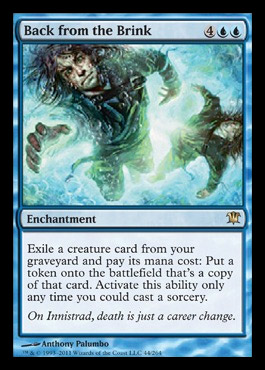 Back from the Brink 4
Enchantment
Exile a creature card from your
graveyard and pay its mana cost: Put a
token onto the battlefield that's a copy
of that card. Activate this ability only
any time you could cast a sorcery.
On Innistrad, death is just a career change.
Anthony Palumbo
™ & © 1993-2011 Wizards of the Coast LLC 44/264